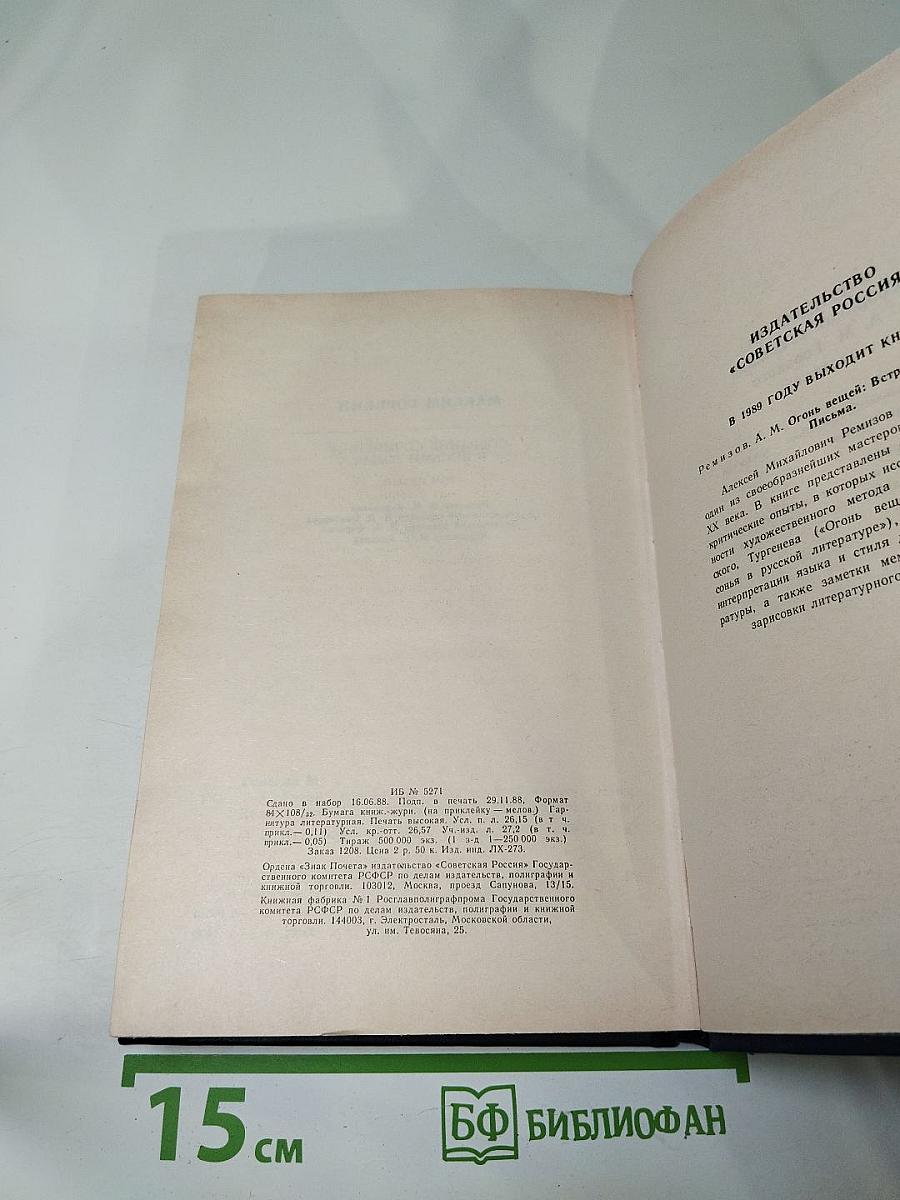 ИБ № 5271
Сдано в набор 16.06.88. Подп. в печать 29.11.88, Формат
84×108/32. Бумага книж.-журн. (на приклейку — мелов.) Гар-
нитура литературная. Печать высокая. Усл. п. л. 26,15 (в т ч.
прикл.— 0,11) Усл. кр.-отт. 26,57 Уч.-изд. л. 27,2 (в т. ч.
прикл.— 0,05) Тираж 500 000 экз. (1 з-д 1—250 000 экз.)
Заказ 1208. Цена 2 р. 50 к. Изд. инд. ЛХ-273.
Ордена «Знак Почета» издательство «Советская Россия» Государ-
ственного комитета РСФСР по делам издательств, полиграфии и
книжной торговли. 103012, Москва, проезд Сапунова, 13/15.
Книжная фабрика № 1 Росглавполиграфпрома Государственного
комитета РСФСР по делам издательств, полиграфии и книжной
торговли. 144003, г. Электросталь, Московской области,
ул. им. Тевосяна, 25.
ИЗДАТЕЛЬСТВО
«СОВЕТСКАЯ РОССИЯ
В 1989 ГОДУ ВЫХОДИТ КН
Ремизов. А. М. Огонь вещей: Встр
Письма.
Алексей Михайлович Ремизов
один из своеобразнейших мастеров
XX века. В книге представлены
критические опыты, в которых исс
ности художественного метода
ского, Тургенева («Огонь вещ
сонья в русской литературе»),
интерпретации языка и стиля
ратуры, а также заметки мем
зарисовки литературного
15 см
БФ БИБЛИОФАН